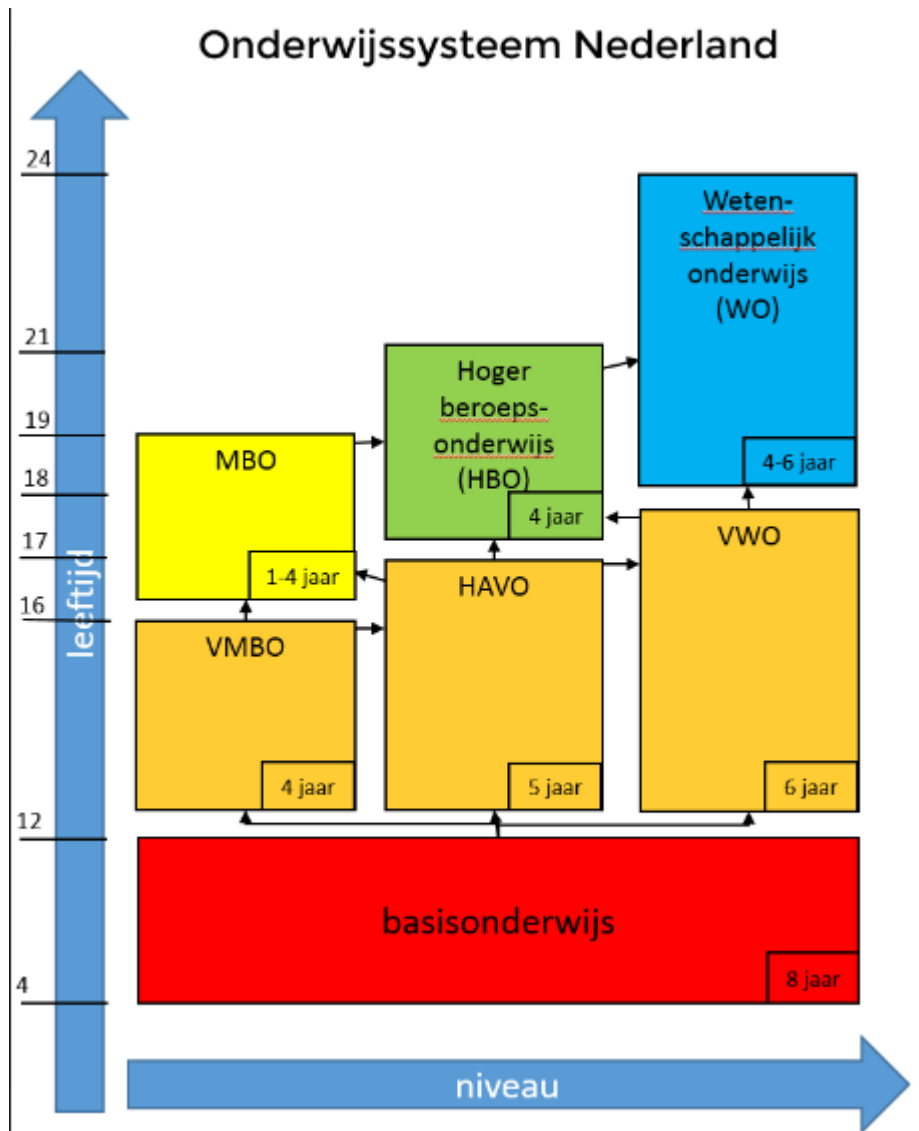 Onderwijssysteem Nederland
24
21
19
18
17
16
12
4
leeftijd
Weten-
schappelijk
onderwijs
(WO)
4-6 jaar
Hoger
beroeps-
onderwijs
(HBO)
4 jaar
MBO
1-4 jaar
VMBO
4 jaar
HAVO
5 jaar
VWO
6 jaar
basisonderwijs
8 jaar
niveau